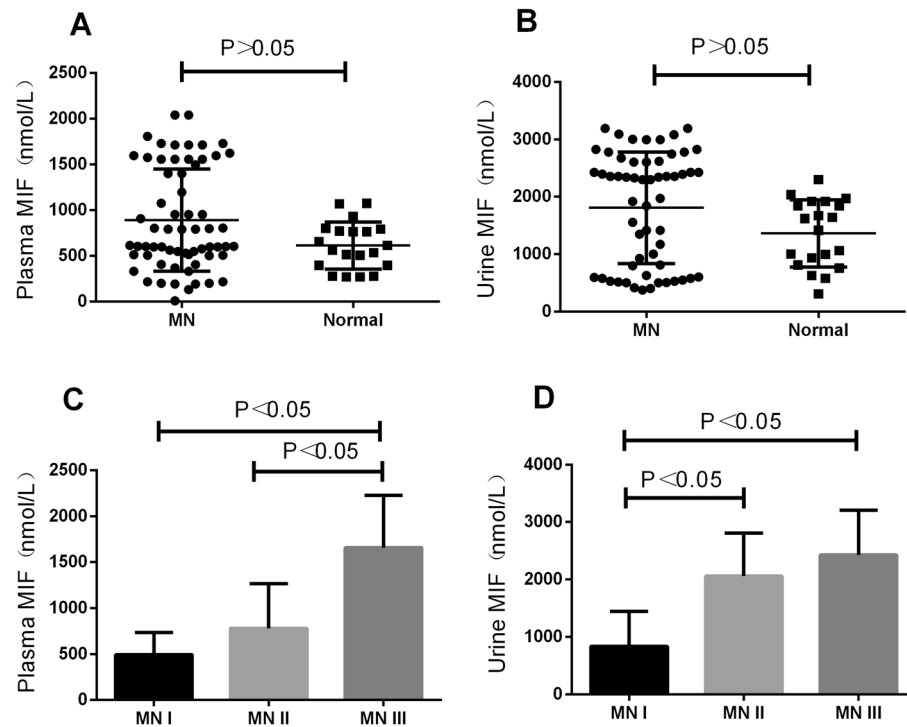 A
P>0.05
Plasma MIF (nmol/L)
2500
2000
1500
1000
500
0
MN
Normal
B
P>0.05
Urine MIF (nmol/L)
4000
3000
2000
1000
0
MN
Normal
C
P<0.05
P<0.05
Plasma MIF (nmol/L)
2500
2000
1500
1000
500
0
MN I
MN II
MN III
D
P<0.05
P<0.05
Urine MIF (nmol/L)
4000
3000
2000
1000
0
MN I
MN II
MN III